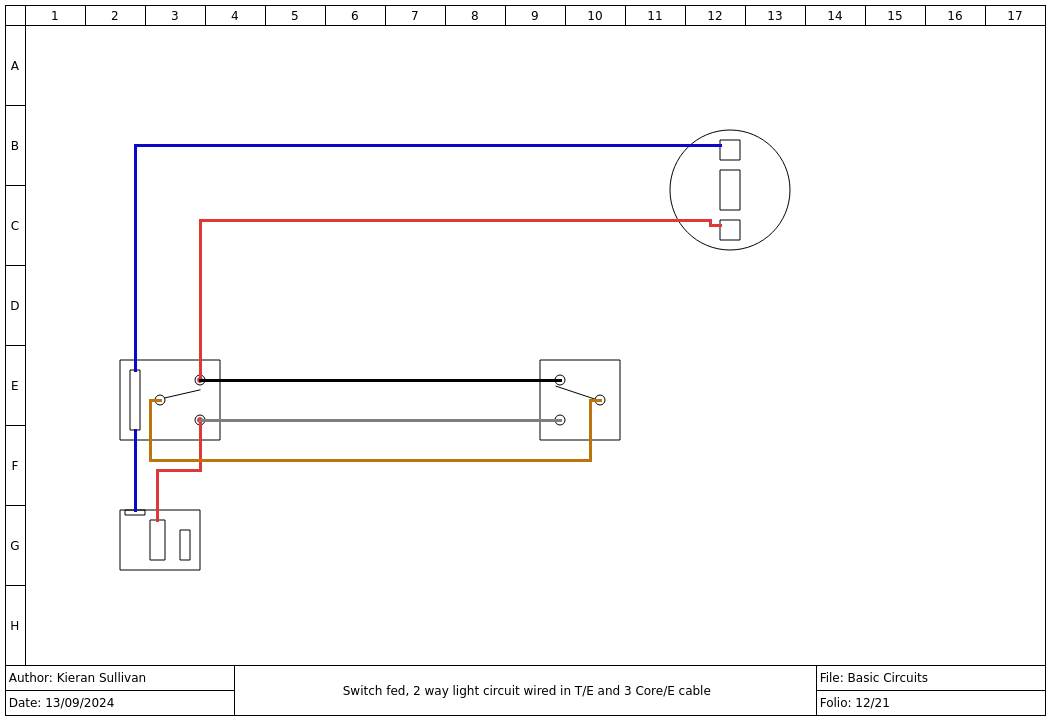 1 2 3 4 5 6 7 8 9 10 11 12 13 14 15 16 17
A
B
C
D
E
F
G
H
Author: Kieran Sullivan
Date: 13/09/2024
Switch fed, 2 way light circuit wired in T/E and 3 Core/E cable
File: Basic Circuits
Folio: 12/21